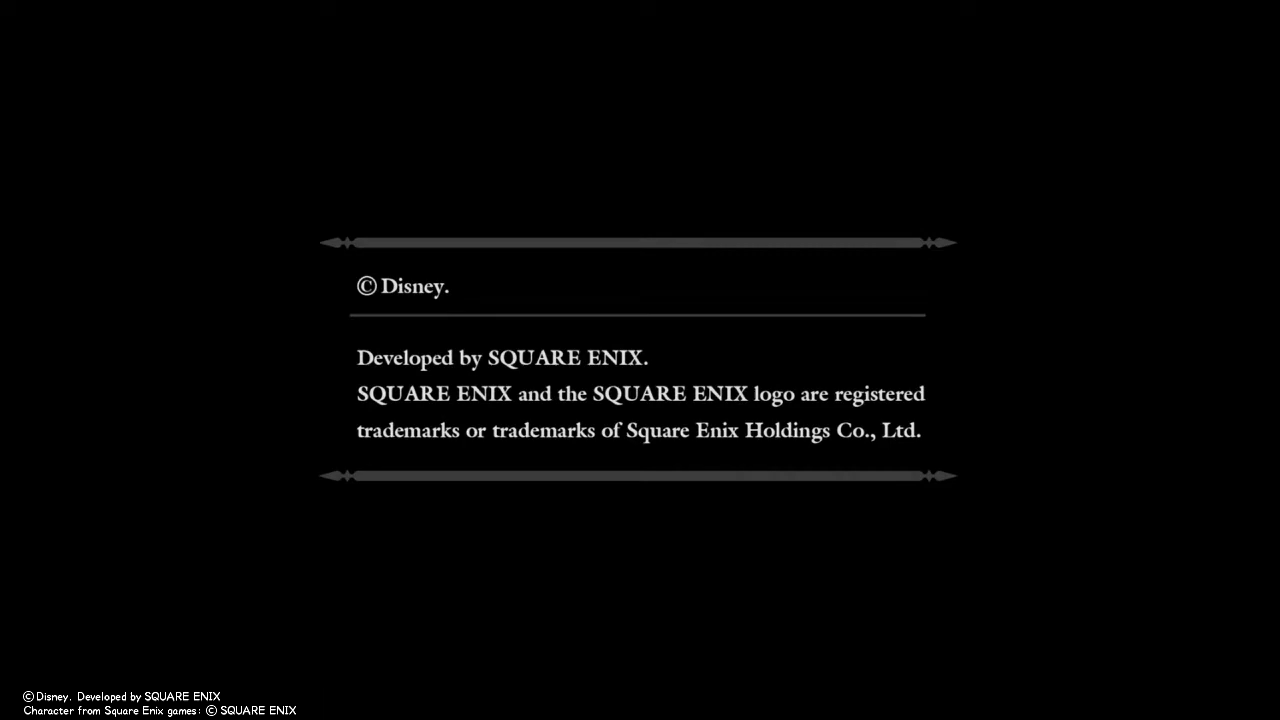 © Disney.
Developed by SQUARE ENIX.
SQUARE ENIX and the SQUARE ENIX logo are registered
trademarks or trademarks of Square Enix Holdings Co., Ltd.
© Disney. Developed by SQUARE ENIX
Character from Square Enix games: © SQUARE ENIX